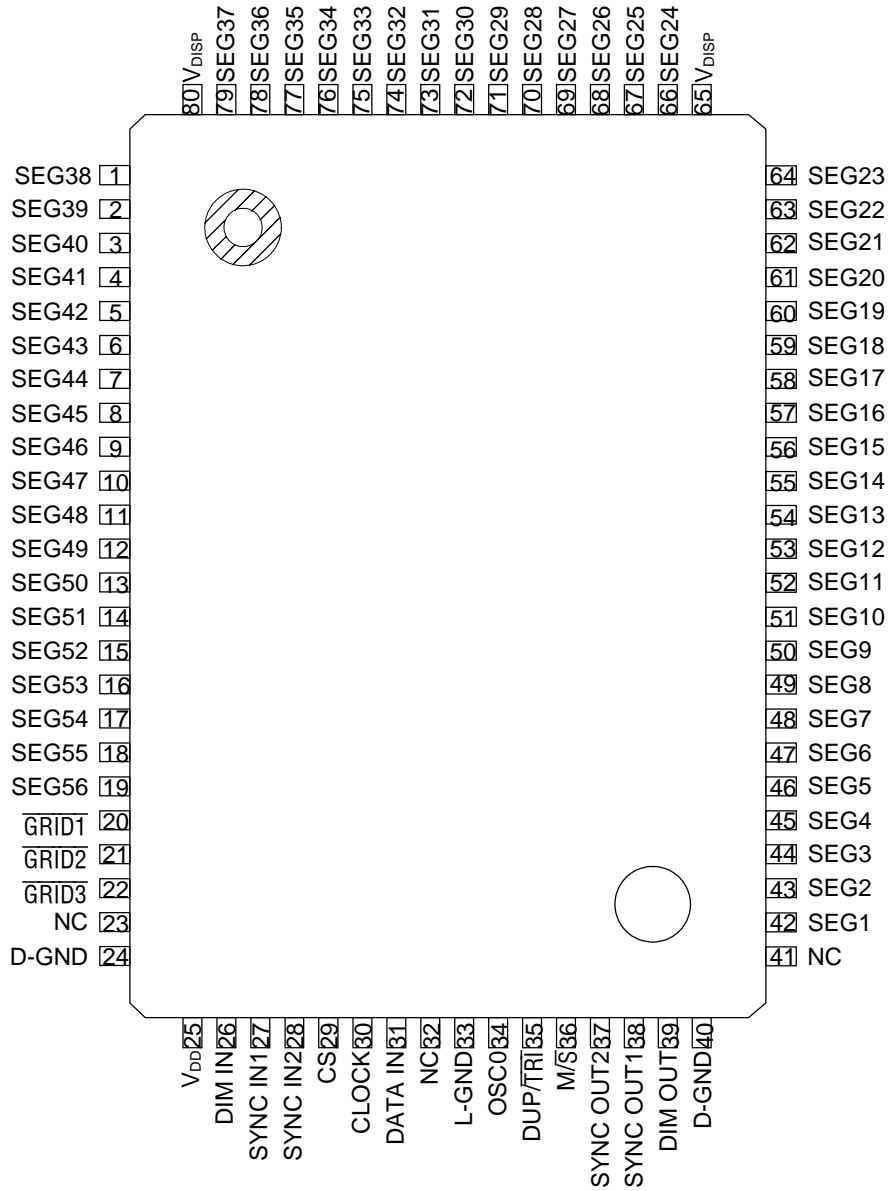 80 V_DISP
79 SEG37
78 SEG36
77 SEG35
76 SEG34
75 SEG33
74 SEG32
73 SEG31
72 SEG30
71 SEG29
70 SEG28
69 SEG27
68 SEG26
67 SEG25
66 SEG24
65 V_DISP
SEG38 1
SEG39 2
SEG40 3
SEG41 4
SEG42 5
SEG43 6
SEG44 7
SEG45 8
SEG46 9
SEG47 10
SEG48 11
SEG49 12
SEG50 13
SEG51 14
SEG52 15
SEG53 16
SEG54 17
SEG55 18
SEG56 19
G̅R̅I̅D̅1̅ 20
G̅R̅I̅D̅2̅ 21
G̅R̅I̅D̅3̅ 22
NC 23
D-GND 24
64 SEG23
63 SEG22
62 SEG21
61 SEG20
60 SEG19
59 SEG18
58 SEG17
57 SEG16
56 SEG15
55 SEG14
54 SEG13
53 SEG12
52 SEG11
51 SEG10
50 SEG9
49 SEG8
48 SEG7
47 SEG6
46 SEG5
45 SEG4
44 SEG3
43 SEG2
42 SEG1
41 NC
V_DD 25
DIM IN 26
SYNC IN1 27
SYNC IN2 28
CS 29
CLOCK 30
DATA IN 31
NC 32
L-GND 33
OSC0 34
DUP/T̅R̅I̅ 35
M/S̅ 36
SYNC OUT2 37
SYNC OUT1 38
DIM OUT 39
D-GND 40